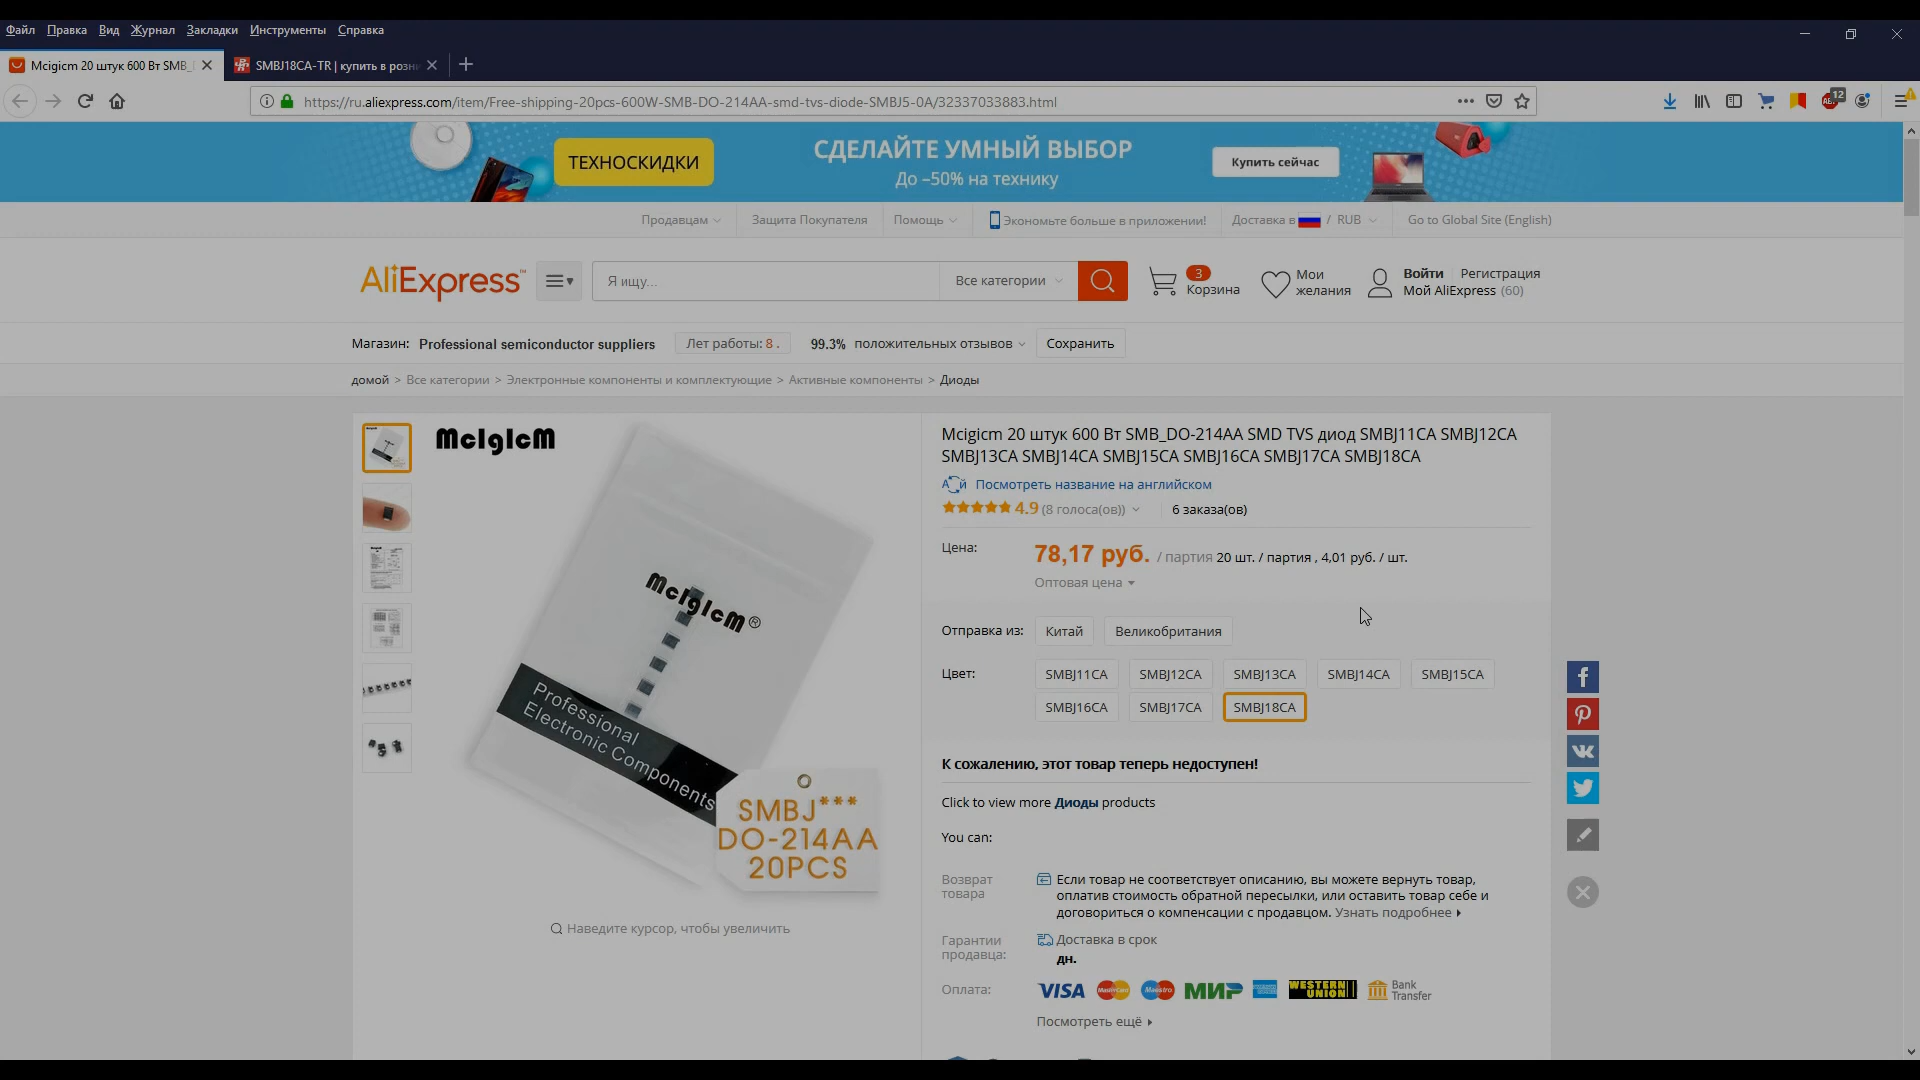 Файл Правка Вид Журнал Закладки Инструменты Справка
Mcigicm 20 штук 600 Вт SMB_
SMBJ18CA-TR | купить в розн
https://ru.aliexpress.com/item/Free-shipping-20pcs-600W-SMB-DO-214AA-smd-tvs-diode-SMBJ5-0A/32337033883.html
12
ТЕХНОСКИДКИ
СДЕЛАЙТЕ УМНЫЙ ВЫБОР
До –50% на технику
Купить сейчас
Продавцам Защита Покупателя Помощь Экономьте больше в приложении! Доставка в / RUB Go to Global Site (English)
AliExpress™
Я ищу...
Все категории
3
Корзина
Мои
желания
Войти Регистрация
Мой AliExpress (60)
Магазин: Professional semiconductor suppliers Лет работы: 8 . 99.3% положительных отзывов Сохранить
домой > Все категории > Электронные компоненты и комплектующие > Активные компоненты > Диоды
McIgIcM
McIgIcM®
Professional
Electronic Components
SMBJ***
DO-214AA
20PCS
Наведите курсор, чтобы увеличить
Mcigicm 20 штук 600 Вт SMB_DO-214AA SMD TVS диод SMBJ11CA SMBJ12CA
SMBJ13CA SMBJ14CA SMBJ15CA SMBJ16CA SMBJ17CA SMBJ18CA
Посмотреть название на английском
4.9 (8 голоса(ов)) 6 заказа(ов)
Цена: 78,17 руб. / партия 20 шт. / партия , 4,01 руб. / шт.
Оптовая цена
Отправка из: Китай Великобритания
Цвет: SMBJ11CA SMBJ12CA SMBJ13CA SMBJ14CA SMBJ15CA
SMBJ16CA SMBJ17CA SMBJ18CA
К сожалению, этот товар теперь недоступен!
Click to view more Диоды products
You can:
Возврат
товара
Если товар не соответствует описанию, вы можете вернуть товар,
оплатив стоимость обратной пересылки, или оставить товар себе и
договориться о компенсации с продавцом. Узнать подробнее
Гарантии
продавца:
Доставка в срок
дн.
Оплата: VISA MasterCard Maestro МИР WESTERN UNION Bank Transfer
Посмотреть ещё